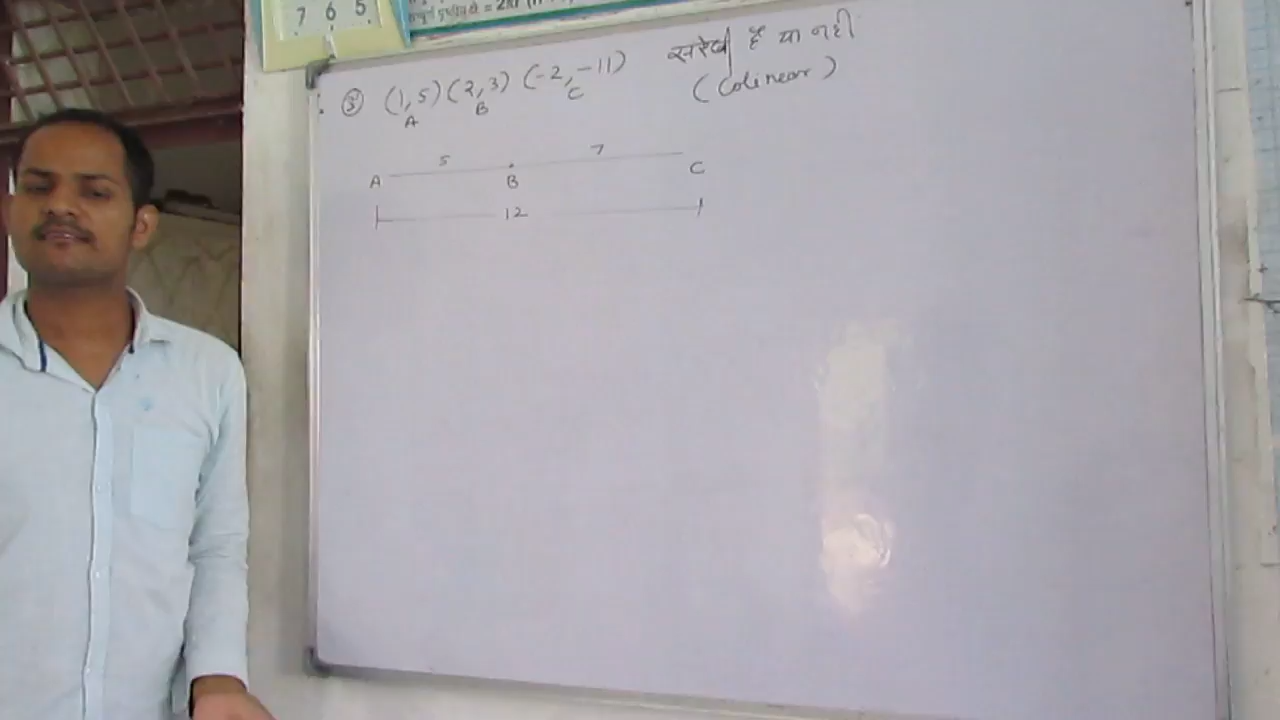 7 6 5
③ (1,5) (2,3) (-2,-11) सरेखी हैं या नही
A B C (Colinear)
5 7
A B C
12